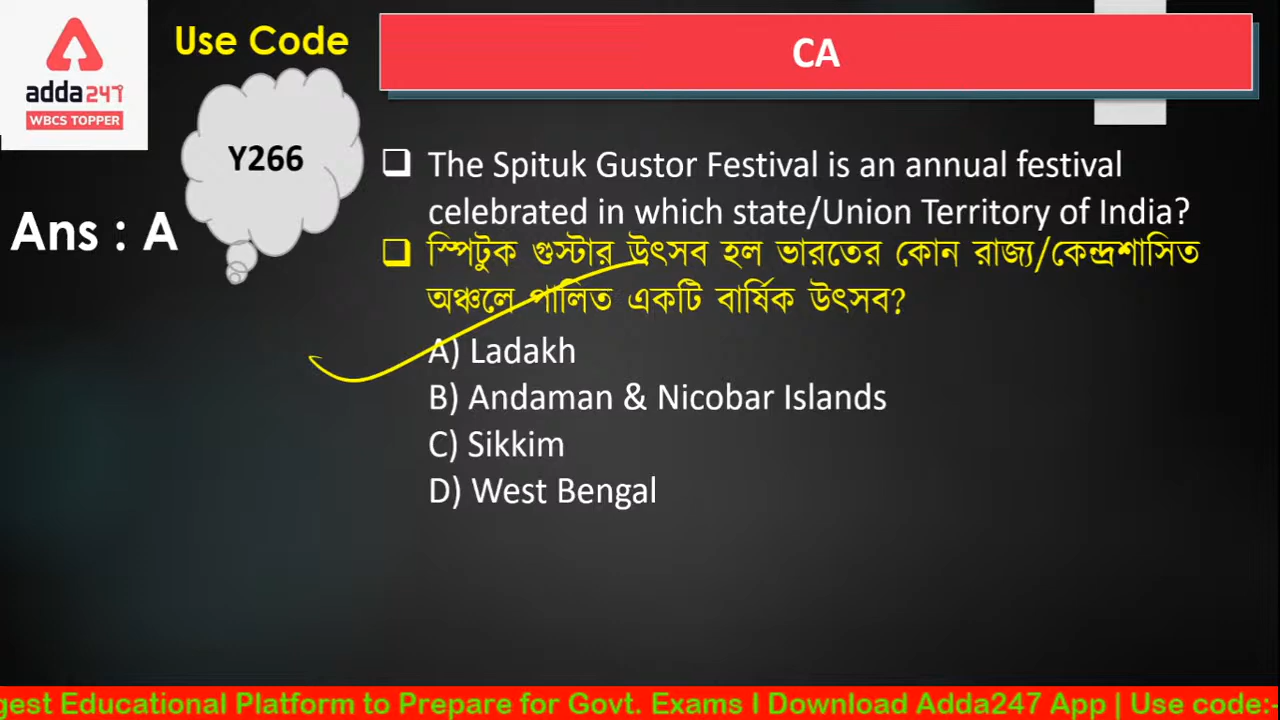 adda247
WBCS TOPPER
Use Code
Y266
Ans : A
CA
The Spituk Gustor Festival is an annual festival
celebrated in which state/Union Territory of India?
স্পিটুক গুস্টার উৎসব হল ভারতের কোন রাজ্য/কেন্দ্রশাসিত
অঞ্চলে পালিত একটি বার্ষিক উৎসব?
A) Ladakh
B) Andaman & Nicobar Islands
C) Sikkim
D) West Bengal
gest Educational Platform to Prepare for Govt. Exams I Download Adda247 App | Use code:-